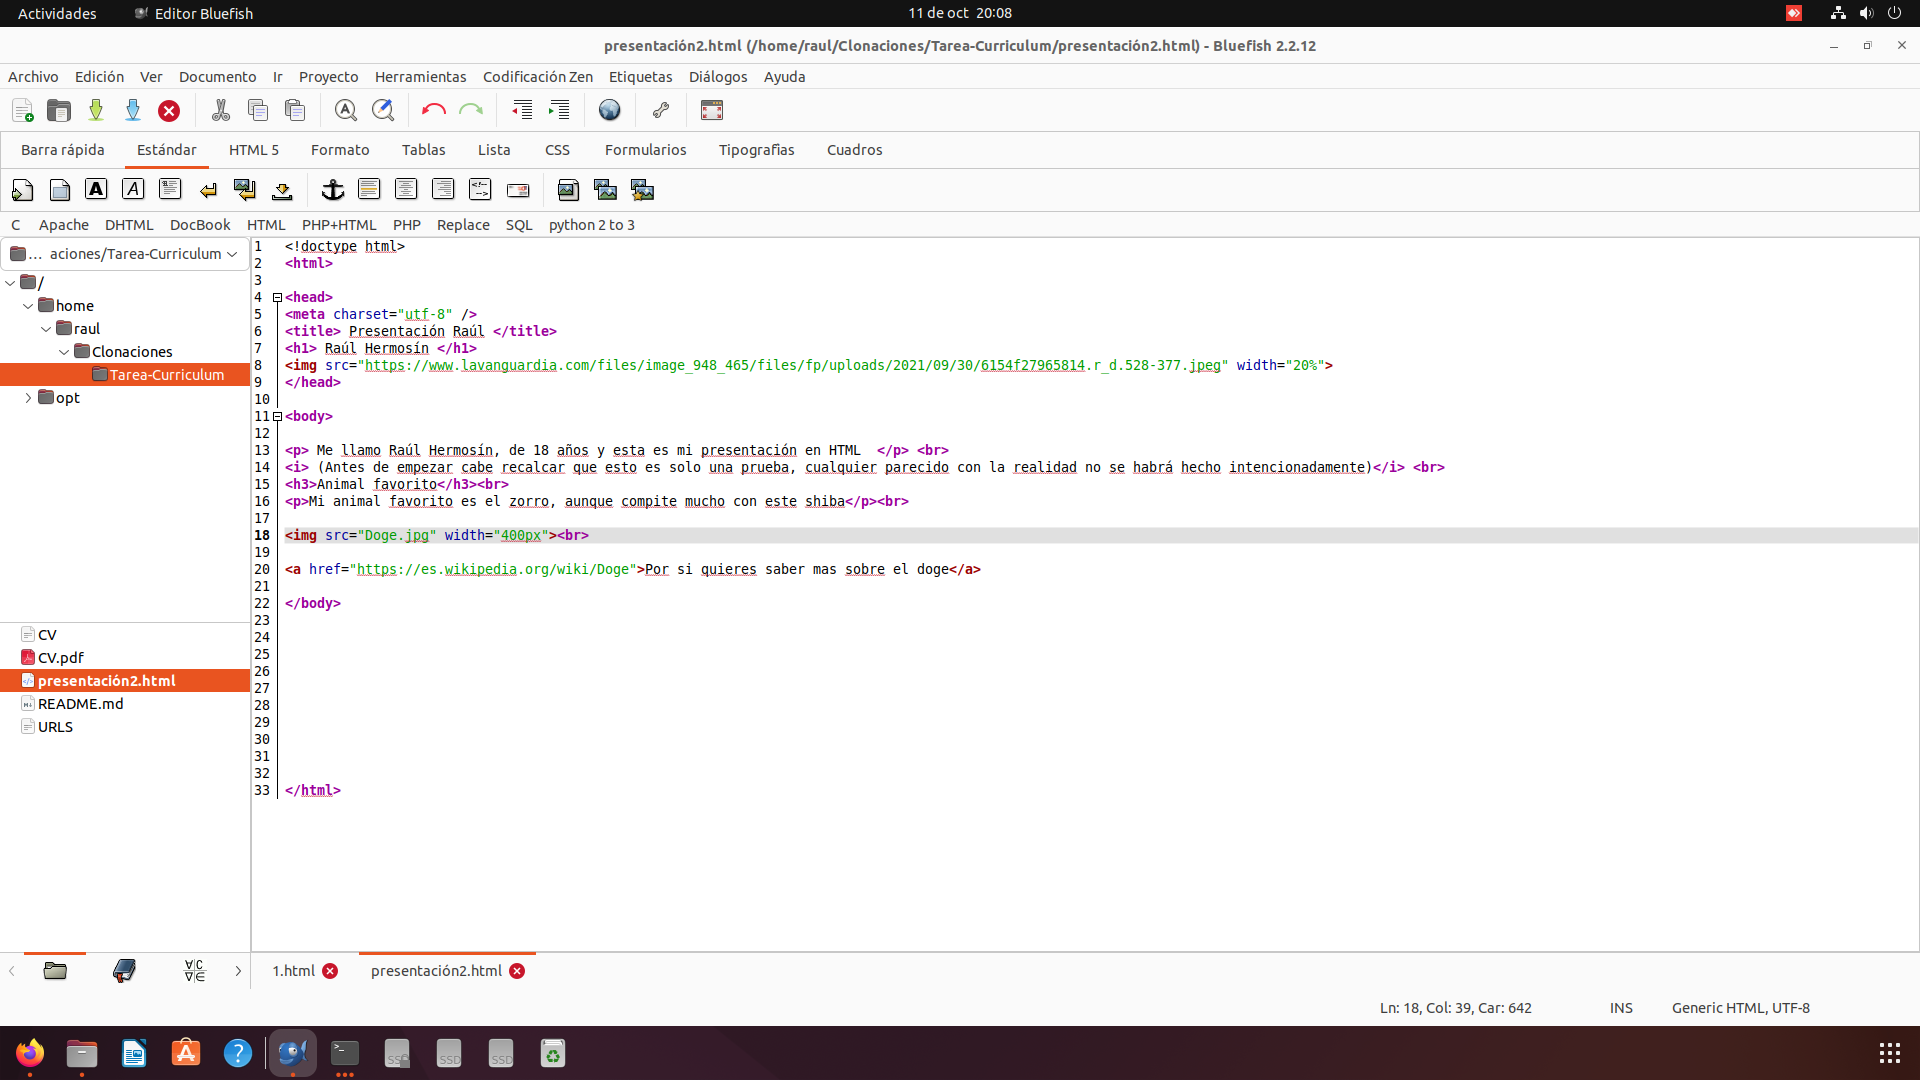 Actividades Editor Bluefish 11 de oct 20:08
presentación2.html (/home/raul/Clonaciones/Tarea-Curriculum/presentación2.html) - Bluefish 2.2.12
Archivo Edición Ver Documento Ir Proyecto Herramientas Codificación Zen Etiquetas Diálogos Ayuda
Barra rápida Estándar HTML 5 Formato Tablas Lista CSS Formularios Tipografías Cuadros
C Apache DHTML DocBook HTML PHP+HTML PHP Replace SQL python 2 to 3
... aciones/Tarea-Curriculum
/
home
raul
Clonaciones
Tarea-Curriculum
opt
CV
CV.pdf
presentación2.html
README.md
URLS
1 <!doctype html>
2 <html>
3
4 <head>
5 <meta charset="utf-8" />
6 <title> Presentación Raúl </title>
7 <h1> Raúl Hermosín </h1>
8 <img src="https://www.lavanguardia.com/files/image_948_465/files/fp/uploads/2021/09/30/6154f27965814.r_d.528-377.jpeg" width="20%">
9 </head>
10
11 <body>
12
13 <p> Me llamo Raúl Hermosín, de 18 años y esta es mi presentación en HTML  </p> <br>
14 <i> (Antes de empezar cabe recalcar que esto es solo una prueba, cualquier parecido con la realidad no se habrá hecho intencionadamente)</i> <br>
15 <h3>Animal favorito</h3><br>
16 <p>Mi animal favorito es el zorro, aunque compite mucho con este shiba</p><br>
17
18 <img src="Doge.jpg" width="400px"><br>
19
20 <a href="https://es.wikipedia.org/wiki/Doge">Por si quieres saber mas sobre el doge</a>
21
22 </body>
23
24
25
26
27
28
29
30
31
32
33 </html>
1.html presentación2.html
Ln: 18, Col: 39, Car: 642 INS Generic HTML, UTF-8
SSD SSD SSD